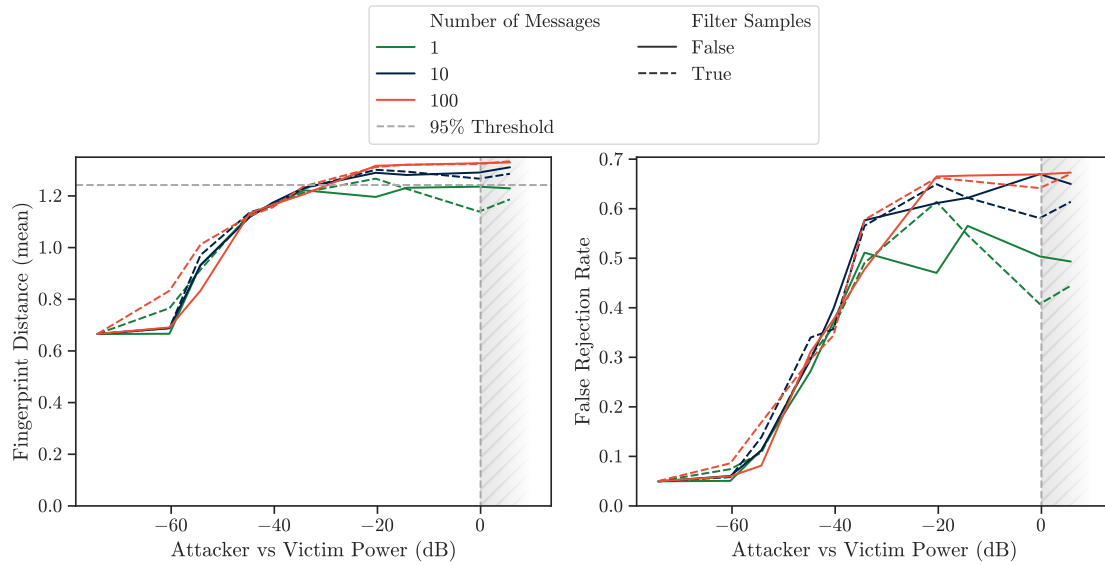 Number of Messages
1
10
100
95% Threshold
Filter Samples
False
True
Fingerprint Distance (mean)
1.2
1.0
0.8
0.6
0.4
0.2
0.0
−60
−40
−20
0
Attacker vs Victim Power (dB)
False Rejection Rate
0.7
0.6
0.5
0.4
0.3
0.2
0.1
0.0
−60
−40
−20
0
Attacker vs Victim Power (dB)